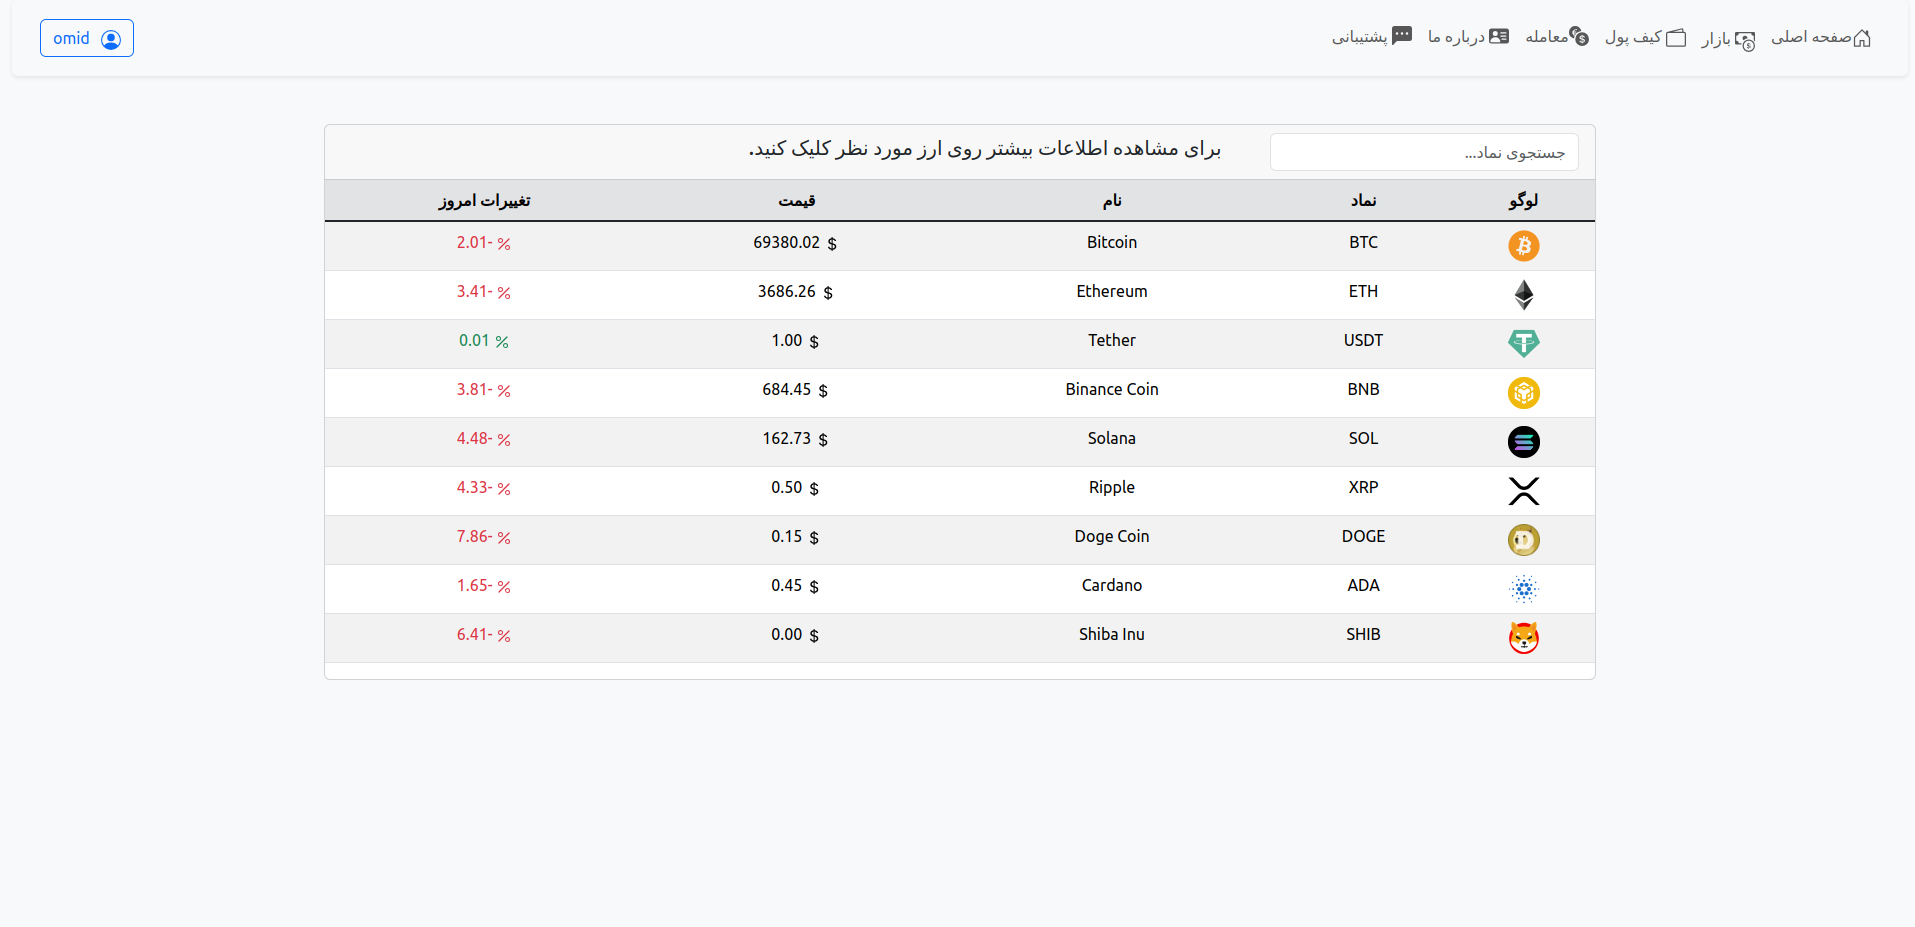 صفحه اصلی بازار کیف پول معامله درباره ما پشتیبانی omid
جستجوی نماد... برای مشاهده اطلاعات بیشتر روی ارز مورد نظر کلیک کنید.
لوگو نماد نام قیمت تغییرات امروز
BTC Bitcoin $ 69380.02 % 2.01-
ETH Ethereum $ 3686.26 % 3.41-
USDT Tether $ 1.00 % 0.01
BNB Binance Coin $ 684.45 % 3.81-
SOL Solana $ 162.73 % 4.48-
XRP Ripple $ 0.50 % 4.33-
DOGE Doge Coin $ 0.15 % 7.86-
ADA Cardano $ 0.45 % 1.65-
SHIB Shiba Inu $ 0.00 % 6.41-